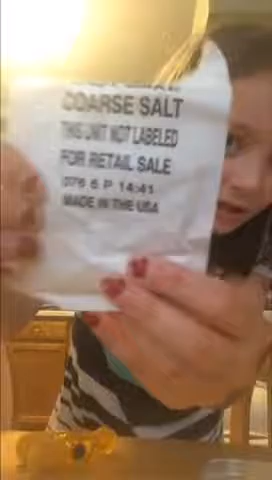 COARSE SALT
THIS UNIT NOT LABELED
FOR RETAIL SALE
076 6 P 14:41
MADE IN THE USA